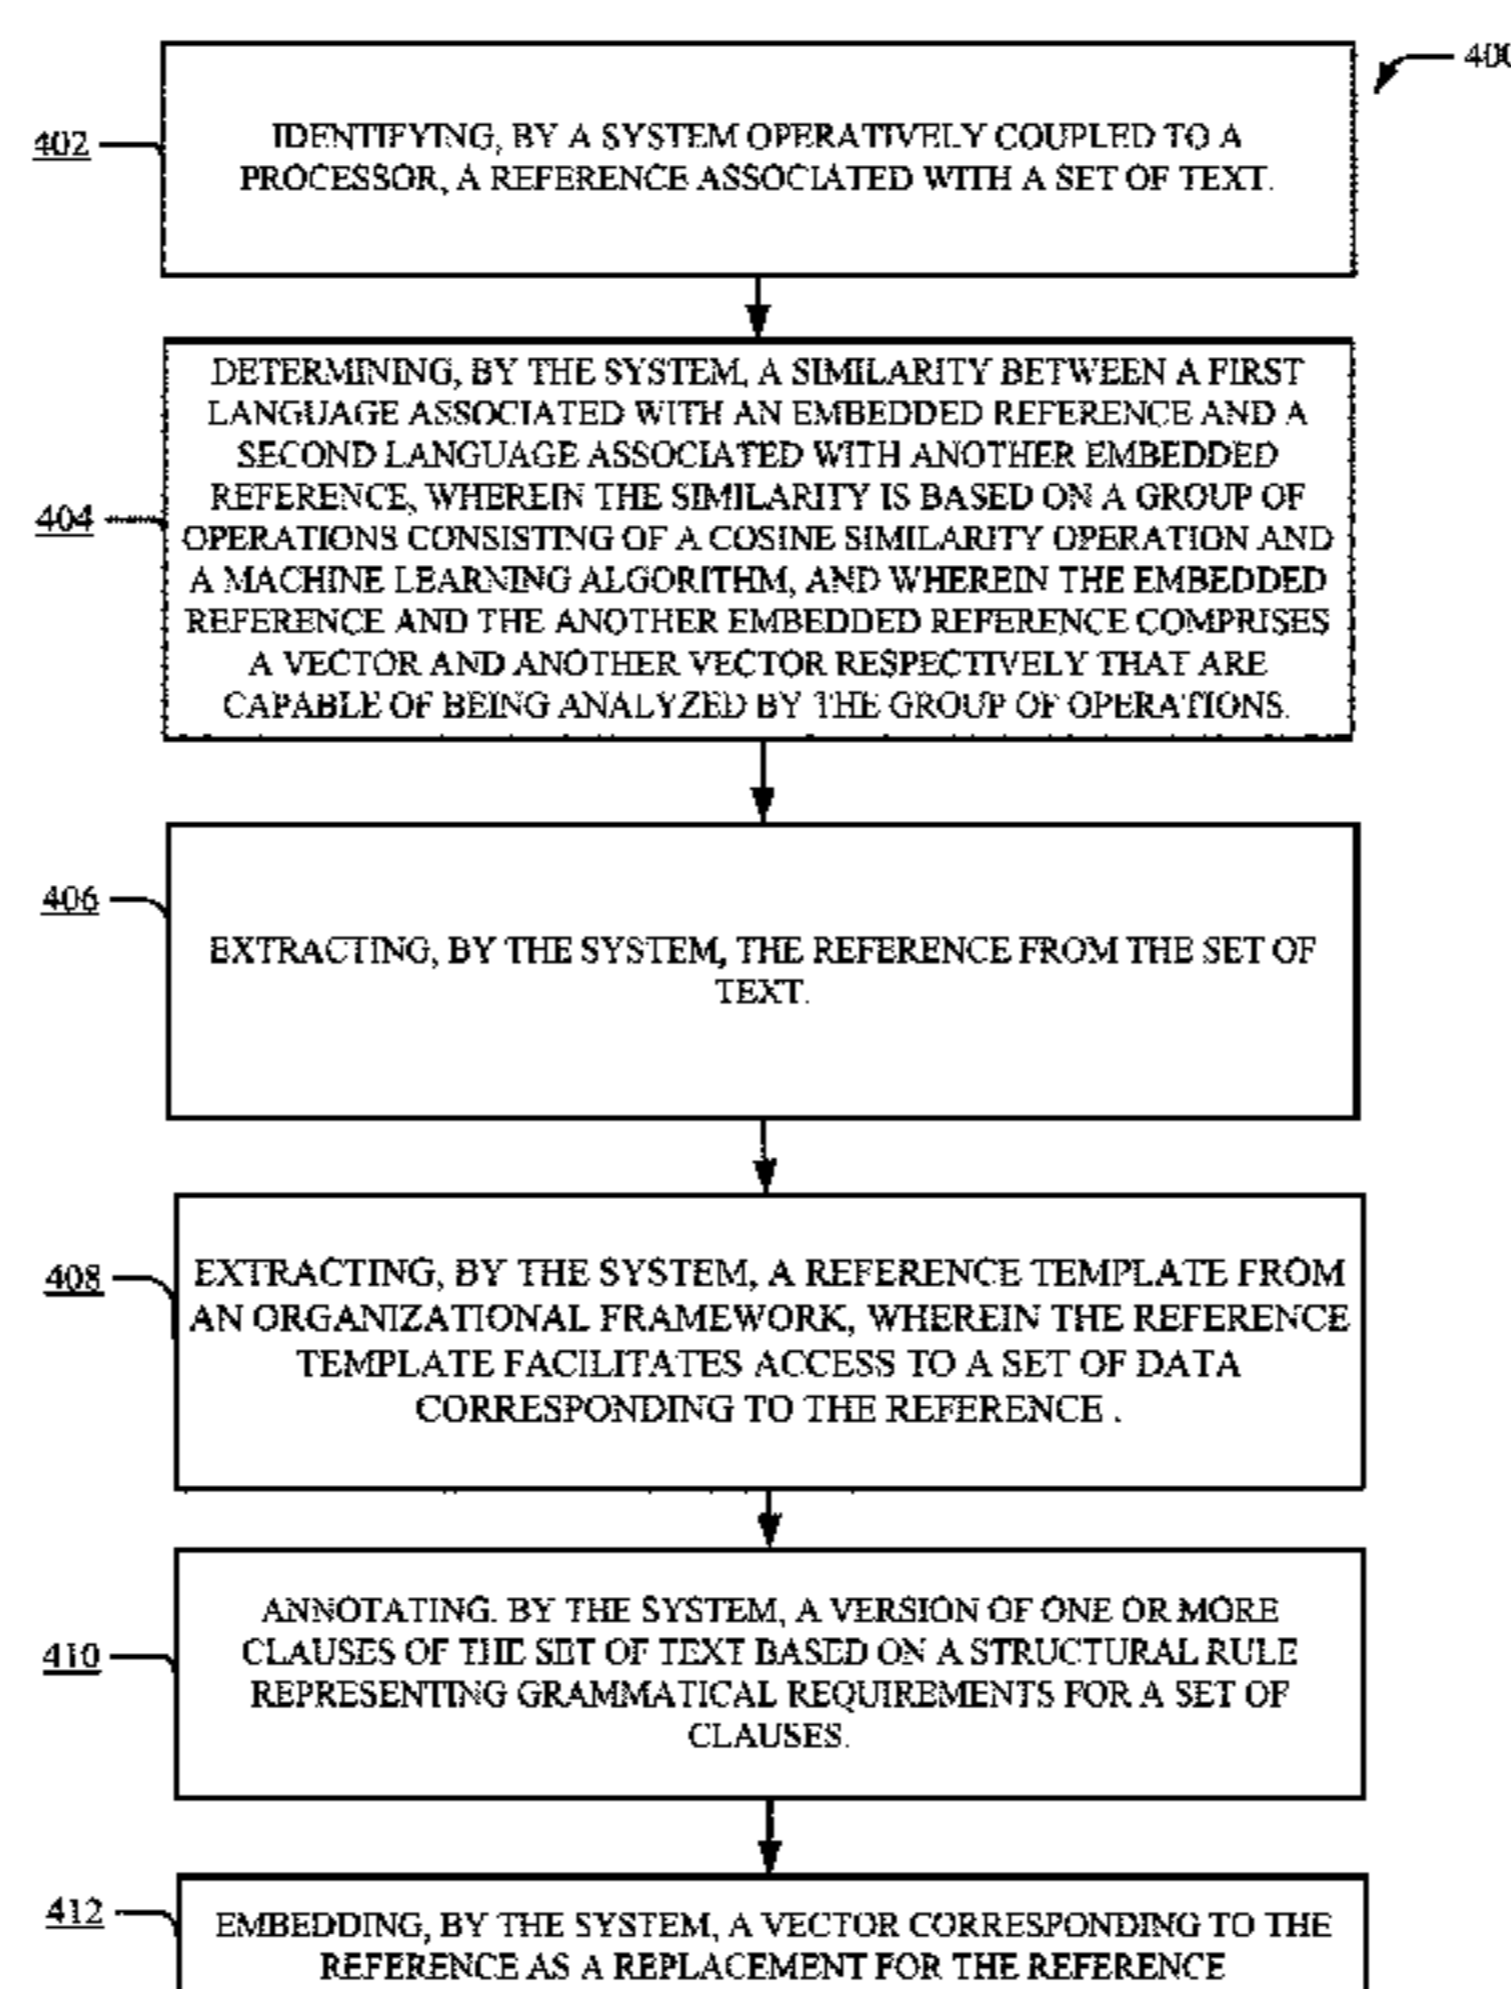 400
402
IDENTIFYING, BY A SYSTEM OPERATIVELY COUPLED TO A
PROCESSOR, A REFERENCE ASSOCIATED WITH A SET OF TEXT.
404
DETERMINING, BY THE SYSTEM, A SIMILARITY BETWEEN A FIRST
LANGUAGE ASSOCIATED WITH AN EMBEDDED REFERENCE AND A
SECOND LANGUAGE ASSOCIATED WITH ANOTHER EMBEDDED
REFERENCE, WHEREIN THE SIMILARITY IS BASED ON A GROUP OF
OPERATIONS CONSISTING OF A COSINE SIMILARITY OPERATION AND
A MACHINE LEARNING ALGORITHM, AND WHEREIN THE EMBEDDED
REFERENCE AND THE ANOTHER EMBEDDED REFERENCE COMPRISES
A VECTOR AND ANOTHER VECTOR RESPECTIVELY THAT ARE
CAPABLE OF BEING ANALYZED BY THE GROUP OF OPERATIONS.
406
EXTRACTING, BY THE SYSTEM, THE REFERENCE FROM THE SET OF
TEXT.
408
EXTRACTING, BY THE SYSTEM, A REFERENCE TEMPLATE FROM
AN ORGANIZATIONAL FRAMEWORK, WHEREIN THE REFERENCE
TEMPLATE FACILITATES ACCESS TO A SET OF DATA
CORRESPONDING TO THE REFERENCE .
410
ANNOTATING. BY THE SYSTEM, A VERSION OF ONE OR MORE
CLAUSES OF THE SET OF TEXT BASED ON A STRUCTURAL RULE
REPRESENTING GRAMMATICAL REQUIREMENTS FOR A SET OF
CLAUSES.
412
EMBEDDING, BY THE SYSTEM, A VECTOR CORRESPONDING TO THE
REFERENCE AS A REPLACEMENT FOR THE REFERENCE